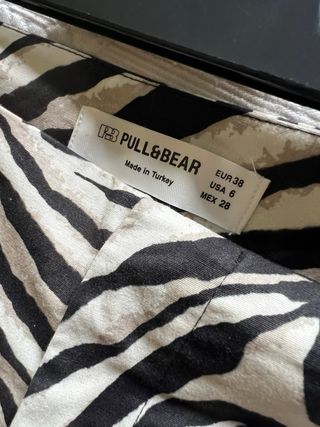 PULL&BEAR
Made in Turkey
EUR 38
USA 6
MEX 28